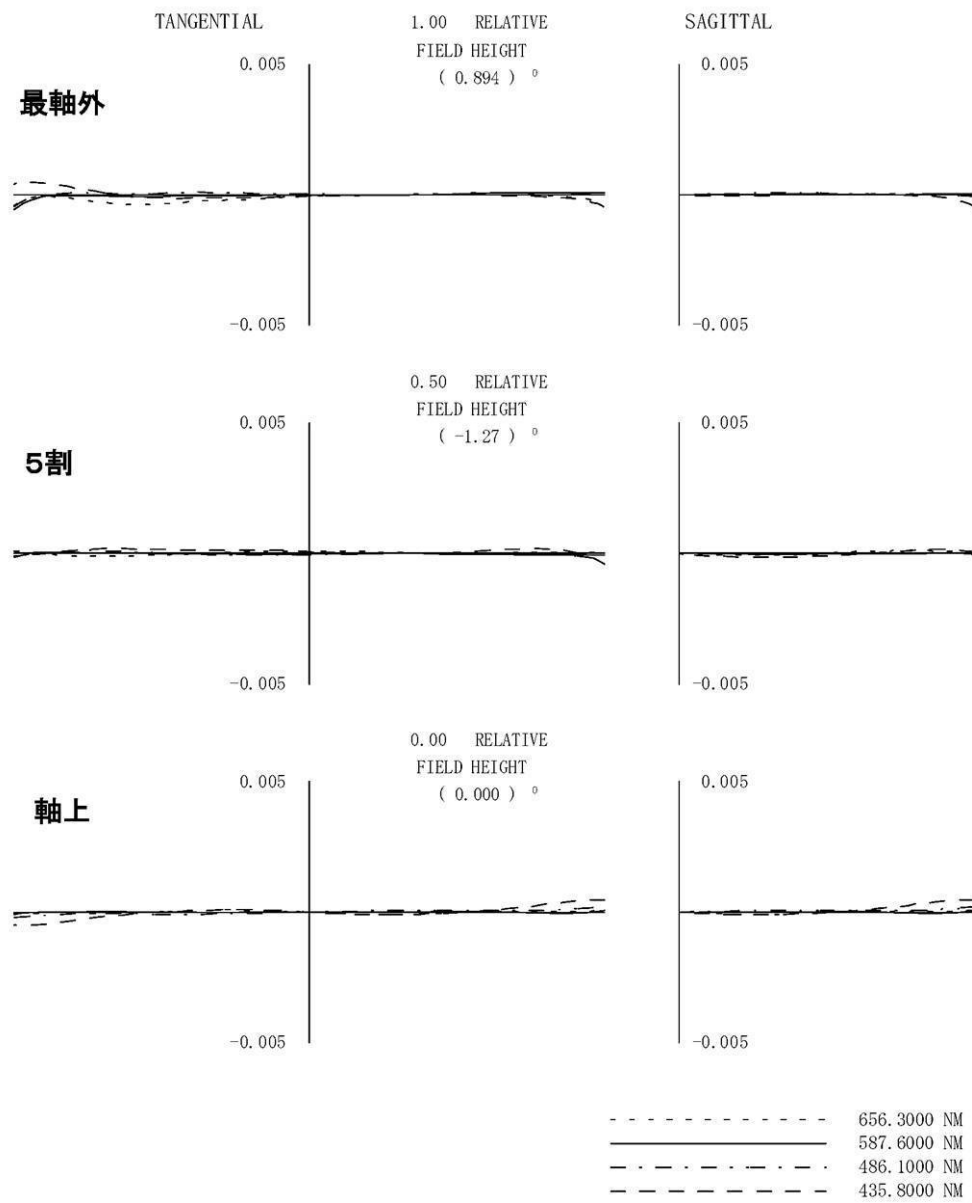 TANGENTIAL 1.00 RELATIVE SAGITTAL
FIELD HEIGHT
0.005 ( 0.894 ) 0 0.005
最軸外
-0.005 -0.005
0.50 RELATIVE
FIELD HEIGHT
0.005 ( -1.27 ) 0 0.005
5割
-0.005 -0.005
0.00 RELATIVE
FIELD HEIGHT
0.005 ( 0.000 ) 0 0.005
軸上
-0.005 -0.005
656.3000 NM
587.6000 NM
486.1000 NM
435.8000 NM